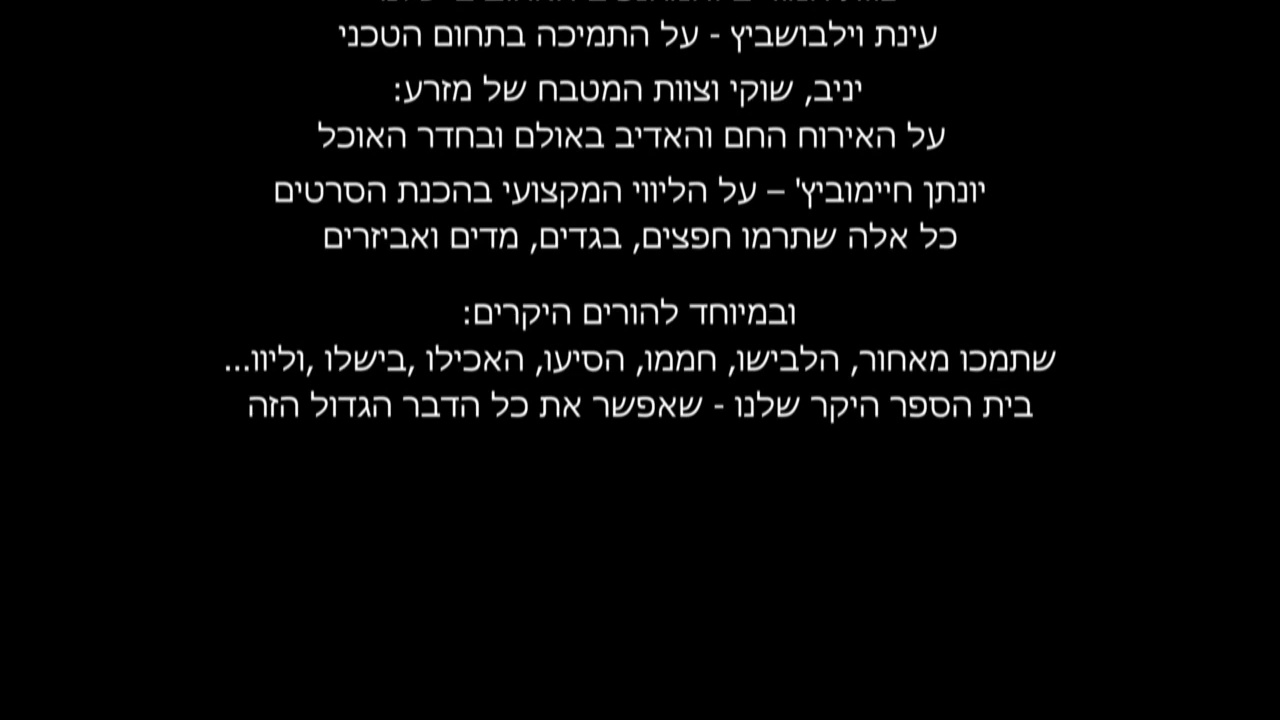 עינת וילבושביץ - על התמיכה בתחום הטכני
יניב, שוקי וצוות המטבח של מזרע:
על האירוח החם והאדיב באולם ובחדר האוכל
יונתן חיימוביץ' – על הליווי המקצועי בהכנת הסרטים
כל אלה שתרמו חפצים, בגדים, מדים ואביזרים
ובמיוחד להורים היקרים:
שתמכו מאחור, הלבישו, חממו, הסיעו, האכילו ,בישלו ,וליוו...
בית הספר היקר שלנו - שאפשר את כל הדבר הגדול הזה